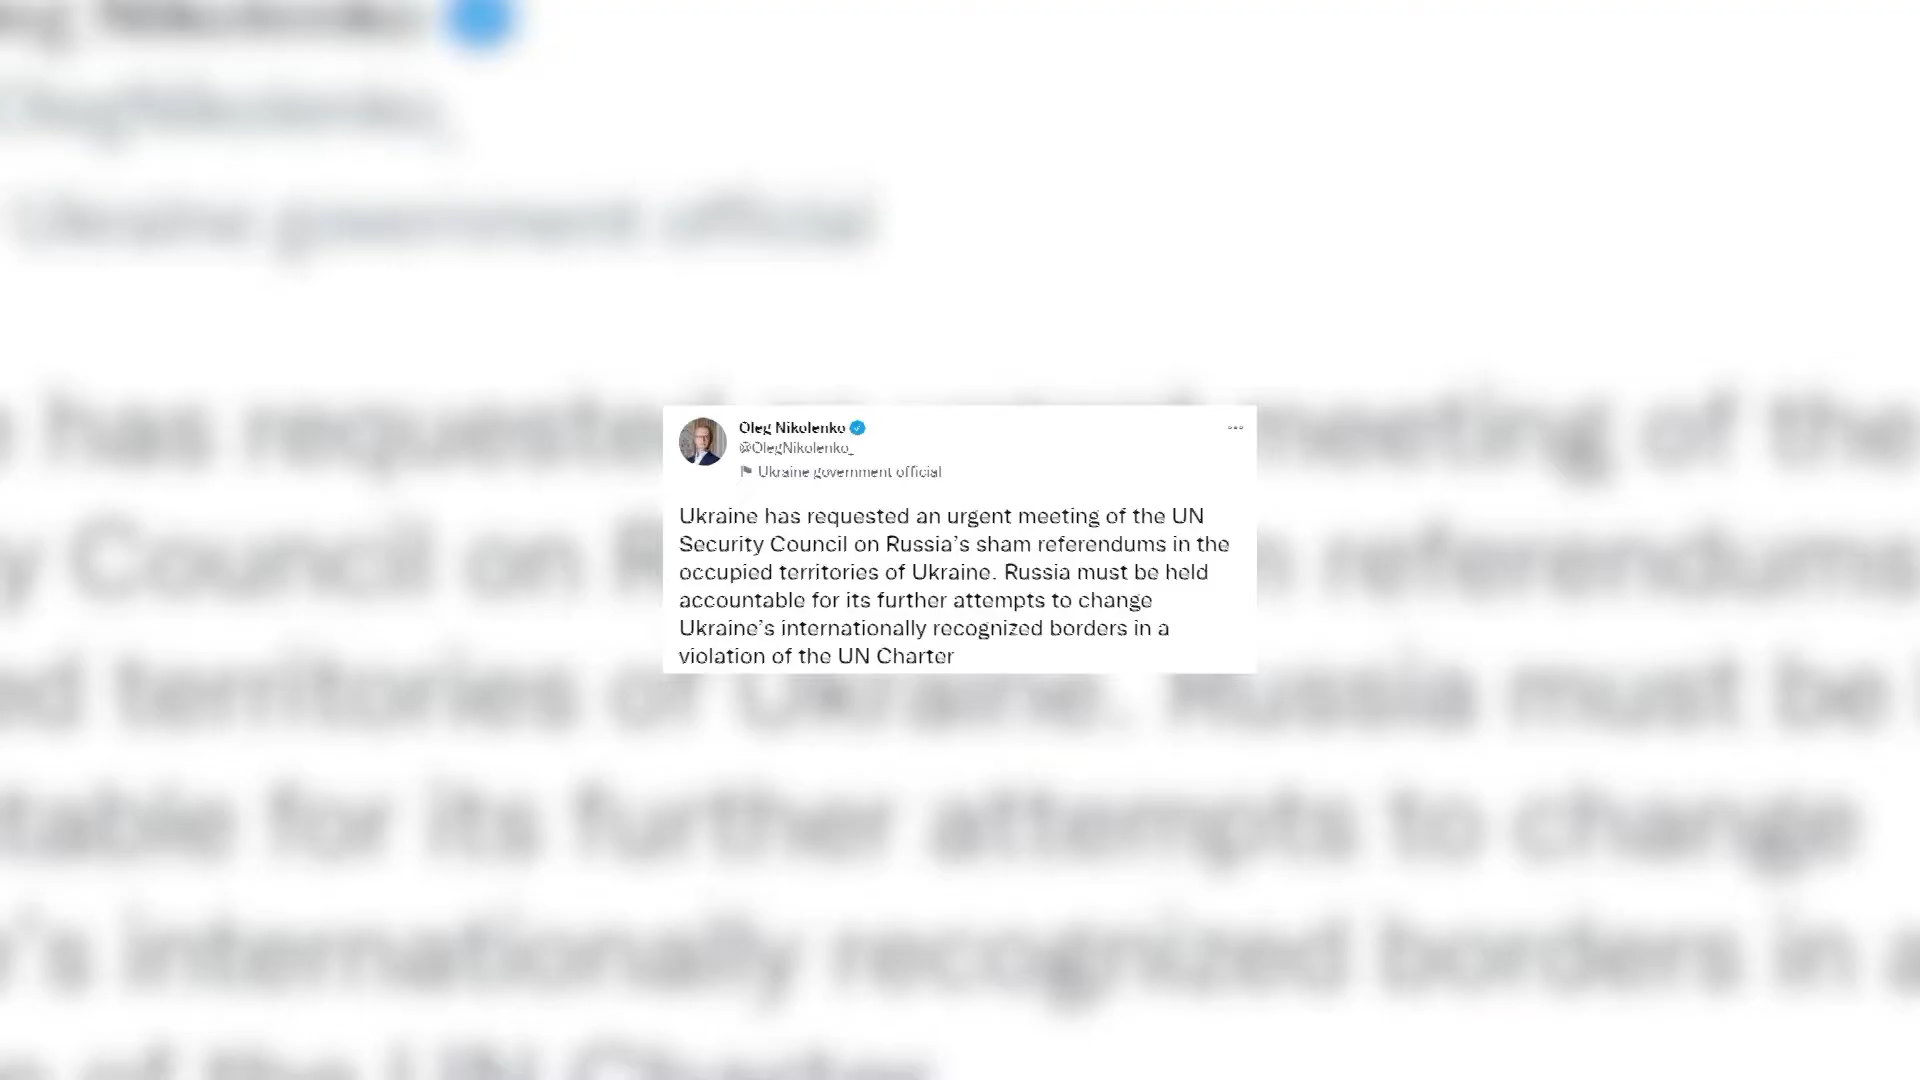 Oleg Nikolenko
@OlegNikolenko_
Ukraine government official
Ukraine has requested an urgent meeting of the UN
Security Council on Russia's sham referendums in the
occupied territories of Ukraine. Russia must be held
accountable for its further attempts to change
Ukraine's internationally recognized borders in a
violation of the UN Charter